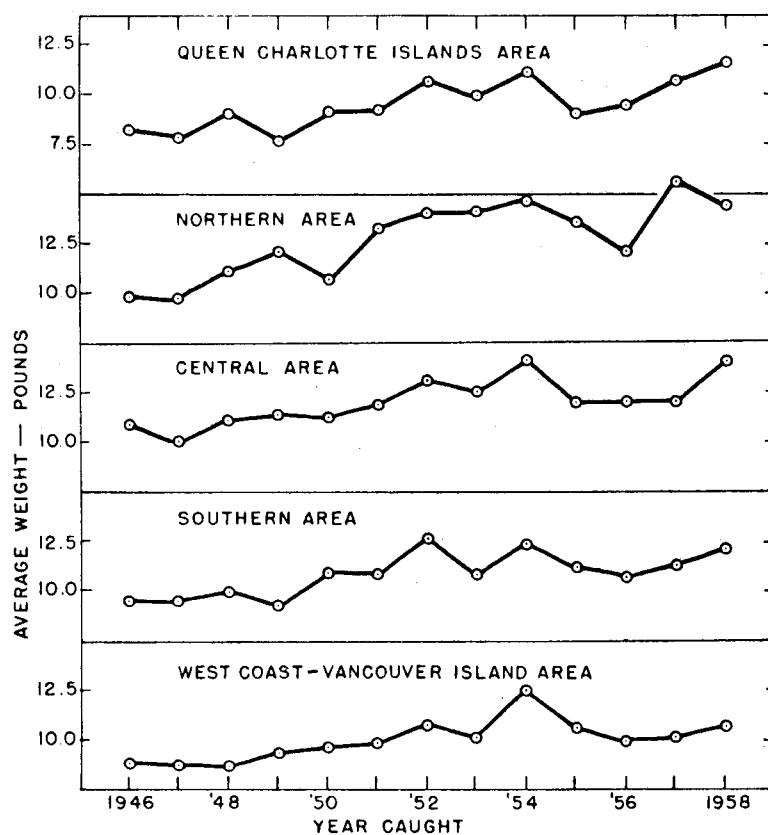 12.5
QUEEN CHARLOTTE ISLANDS AREA
10.0
7.5
NORTHERN AREA
12.5
10.0
CENTRAL AREA
12.5
10.0
SOUTHERN AREA
12.5
10.0
WEST COAST-VANCOUVER ISLAND AREA
12.5
10.0
AVERAGE WEIGHT — POUNDS
1946 '48 '50 '52 '54 '56 1958
YEAR CAUGHT